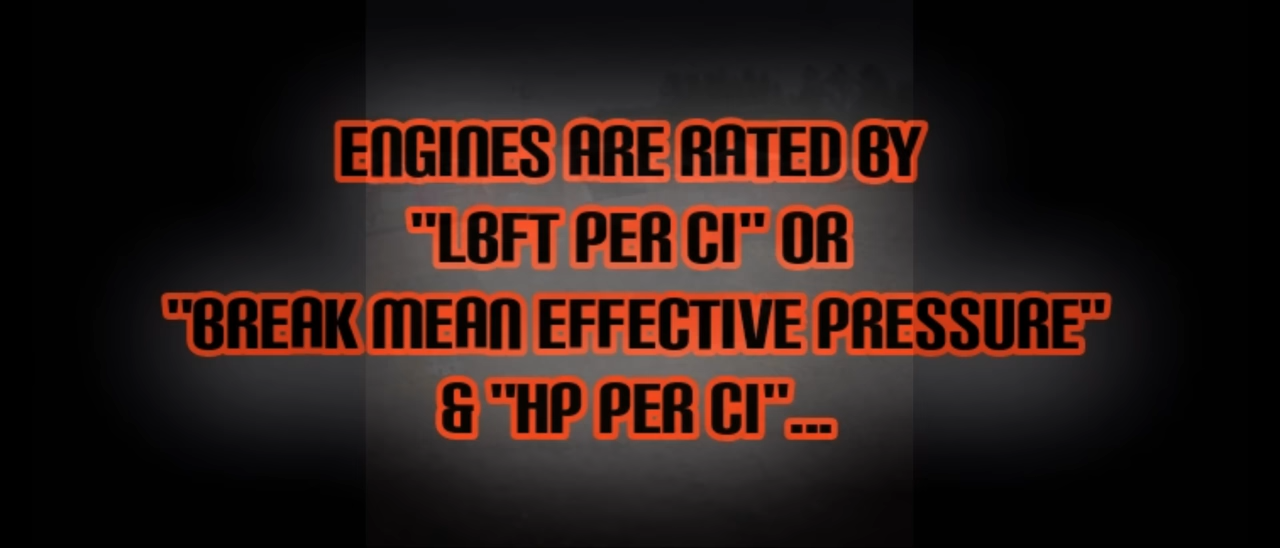 ENGINES ARE RATED BY
"LBFT PER CI" OR
"BREAK MEAN EFFECTIVE PRESSURE"
& "HP PER CI"...